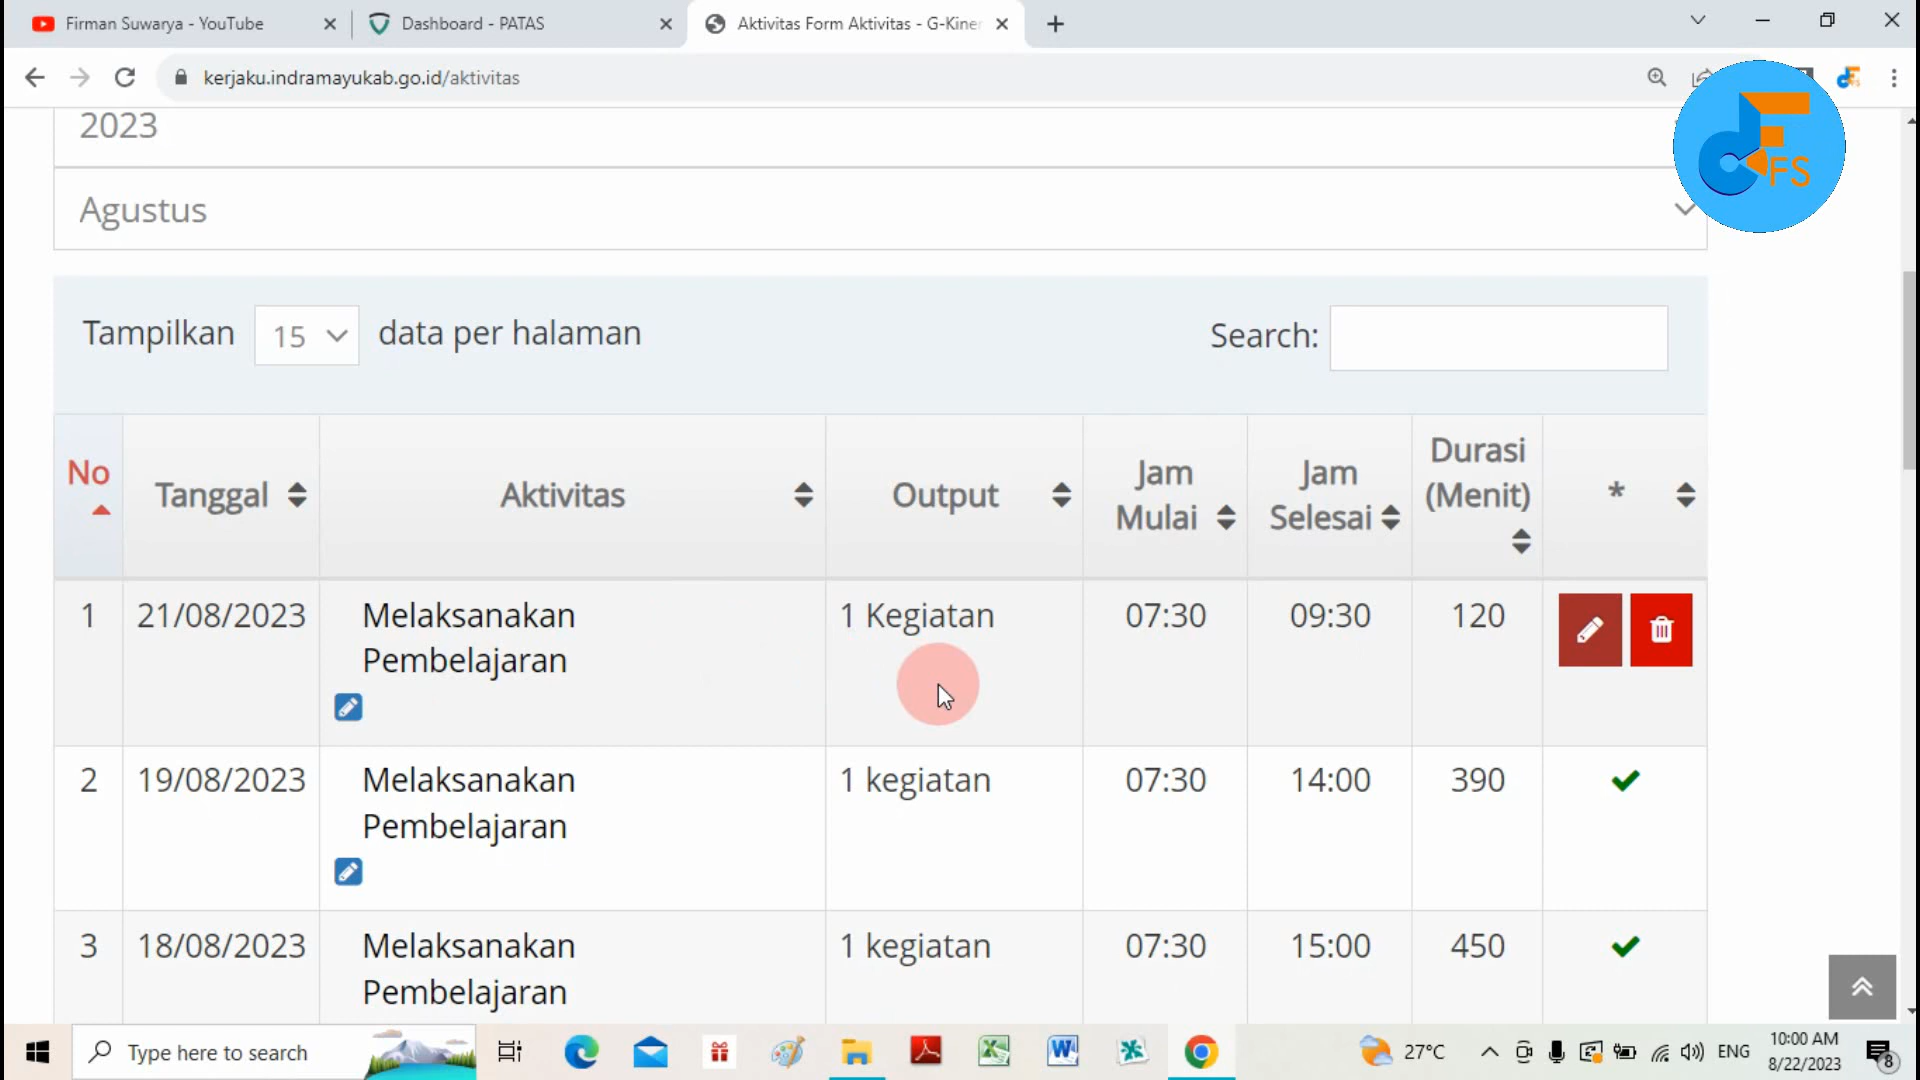 Firman Suwarya - YouTube
Dashboard - PATAS
Aktivitas Form Aktivitas - G-Kiner
kerjaku.indramayukab.go.id/aktivitas
FS
2023
Agustus
Tampilkan 15 data per halaman
Search:
No Tanggal Aktivitas Output Jam Mulai Jam Selesai Durasi (Menit) *
1 21/08/2023 Melaksanakan Pembelajaran 1 Kegiatan 07:30 09:30 120
2 19/08/2023 Melaksanakan Pembelajaran 1 kegiatan 07:30 14:00 390
3 18/08/2023 Melaksanakan Pembelajaran 1 kegiatan 07:30 15:00 450
Type here to search
27°C
ENG
10:00 AM
8/22/2023
8